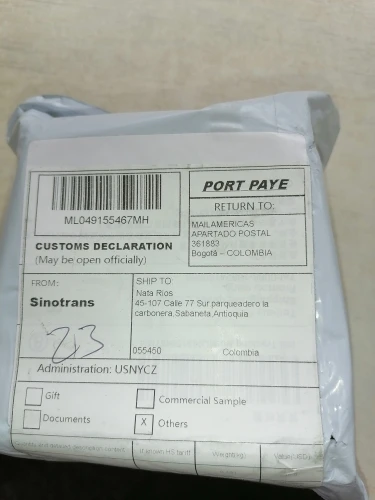 PORT PAYE
RETURN TO:
ML049155467MH
MAILAMERICAS
APARTADO POSTAL
361883
Bogotá - COLOMBIA
CUSTOMS DECLARATION
(May be open officially)
FROM:
Sinotrans
SHIP TO
Nata Rios
45-107 Calle 77 Sur parqueadero la
carbonera,Sabaneta,Antioquia
213
055450
Colombia
Administration: USNYCZ
Gift
Commercial Sample
Documents
X Others